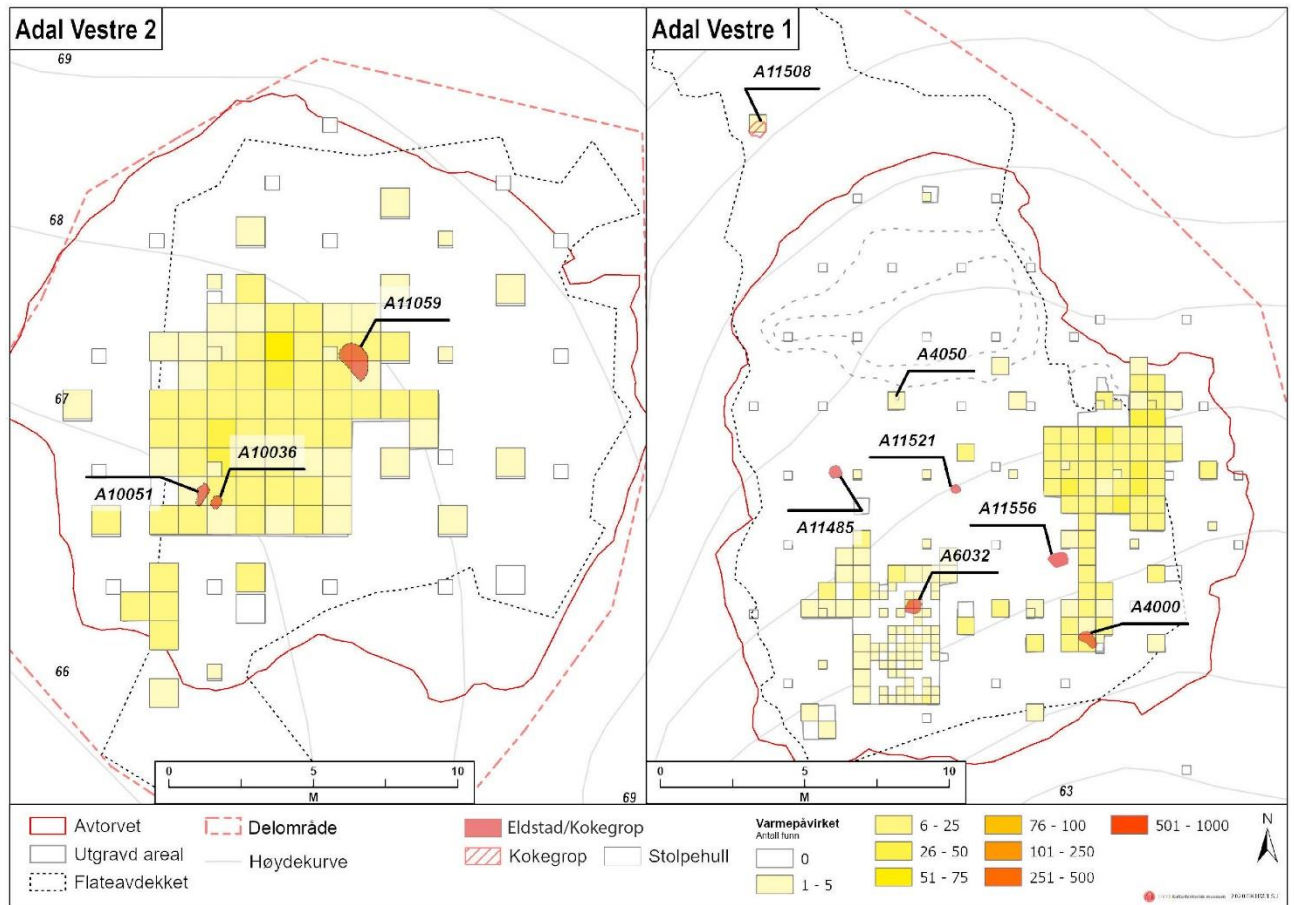 Adal Vestre 2
69
68
A11059
67
A10036
A10051
66
0
5
10
M
69
Adal Vestre 1
A11508
A4050
A11521
A11485
A11556
A6032
A4000
0
5
10
M
63
Avtorvet
Utgravd areal
Flateavdekket
Delområde
Høydekurve
Eldstad/Kokegrop
Kokegrop
Stolpehull
Varmepåvirket
Antall funn
0
1 - 5
6 - 25
26 - 50
51 - 75
76 - 100
101 - 250
251 - 500
501 - 1000
N
Kulturhistorisk museum